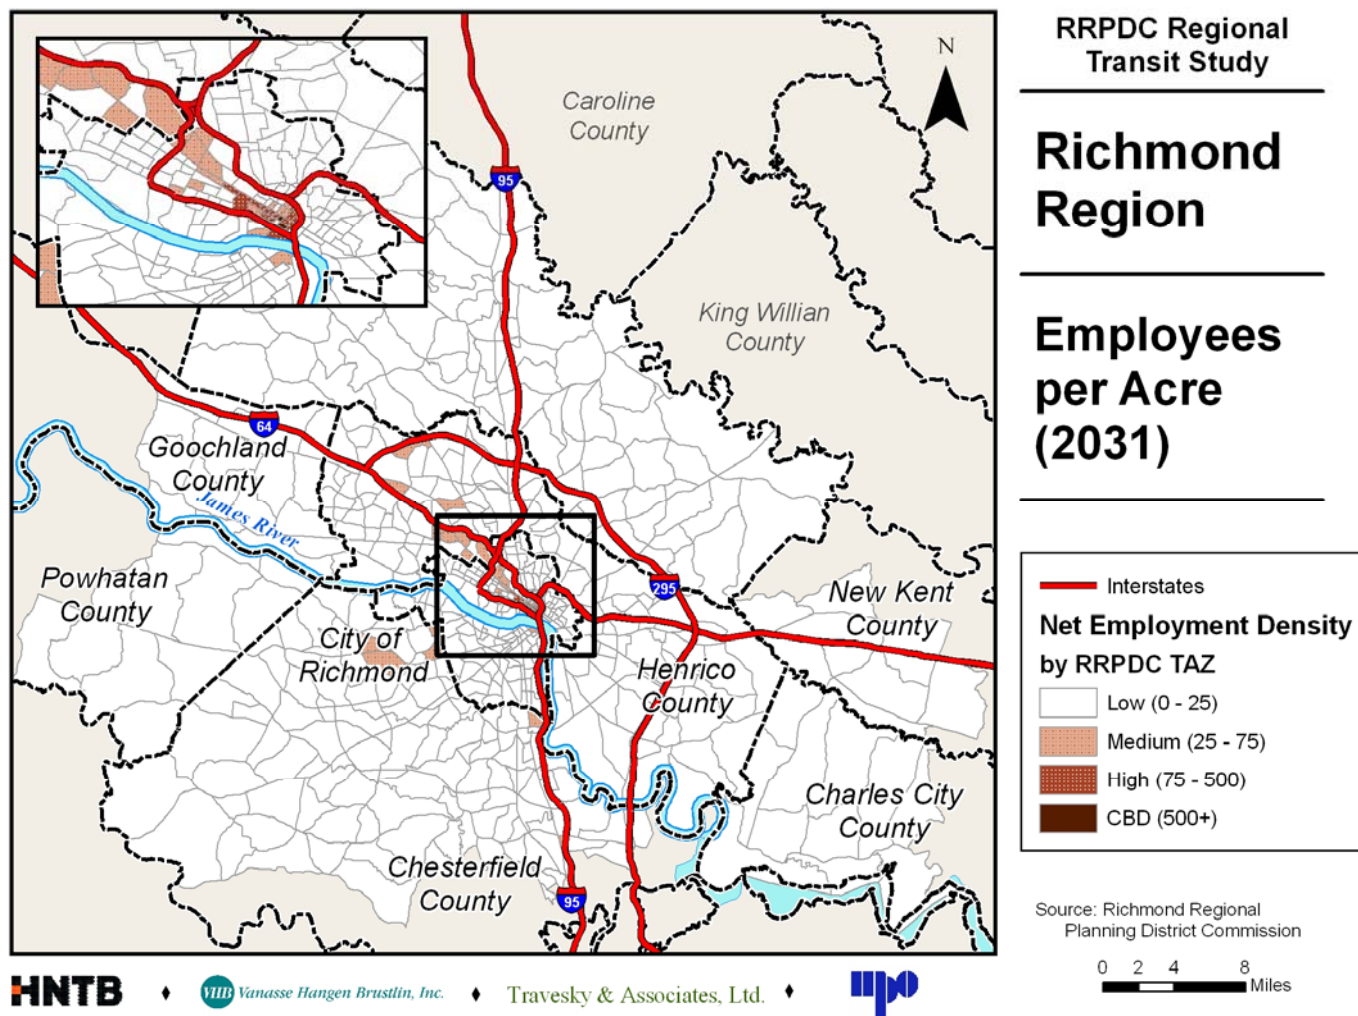 RRPDC Regional
Transit Study
Richmond
Region
Employees
per Acre
(2031)
N
Caroline
County
95
King Willian
County
64
Goochland
County
James River
Powhatan
County
City of
Richmond
295
New Kent
County
Henrico
County
Charles City
County
Chesterfield
County
95
Interstates
Net Employment Density
by RRPDC TAZ
Low (0 - 25)
Medium (25 - 75)
High (75 - 500)
CBD (500+)
Source: Richmond Regional
Planning District Commission
0 2 4 8
Miles
HNTB
VHB Vanasse Hangen Brustlin, Inc.
Travesky & Associates, Ltd.
mpo